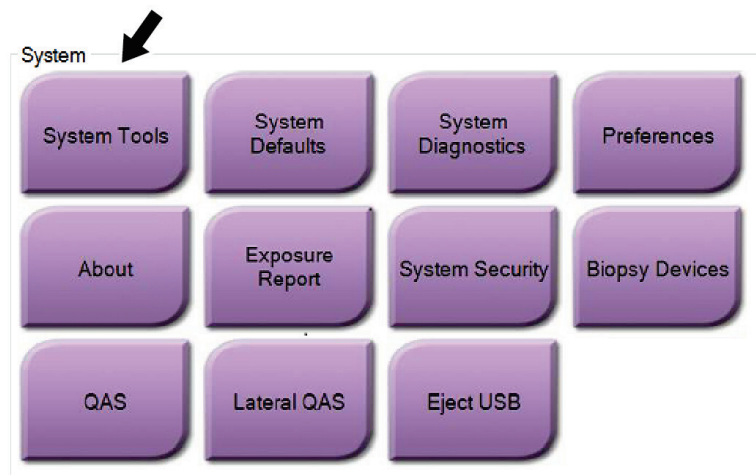 System
System Tools
System
Defaults
System
Diagnostics
Preferences
About
Exposure
Report
System Security
Biopsy Devices
QAS
Lateral QAS
Eject USB